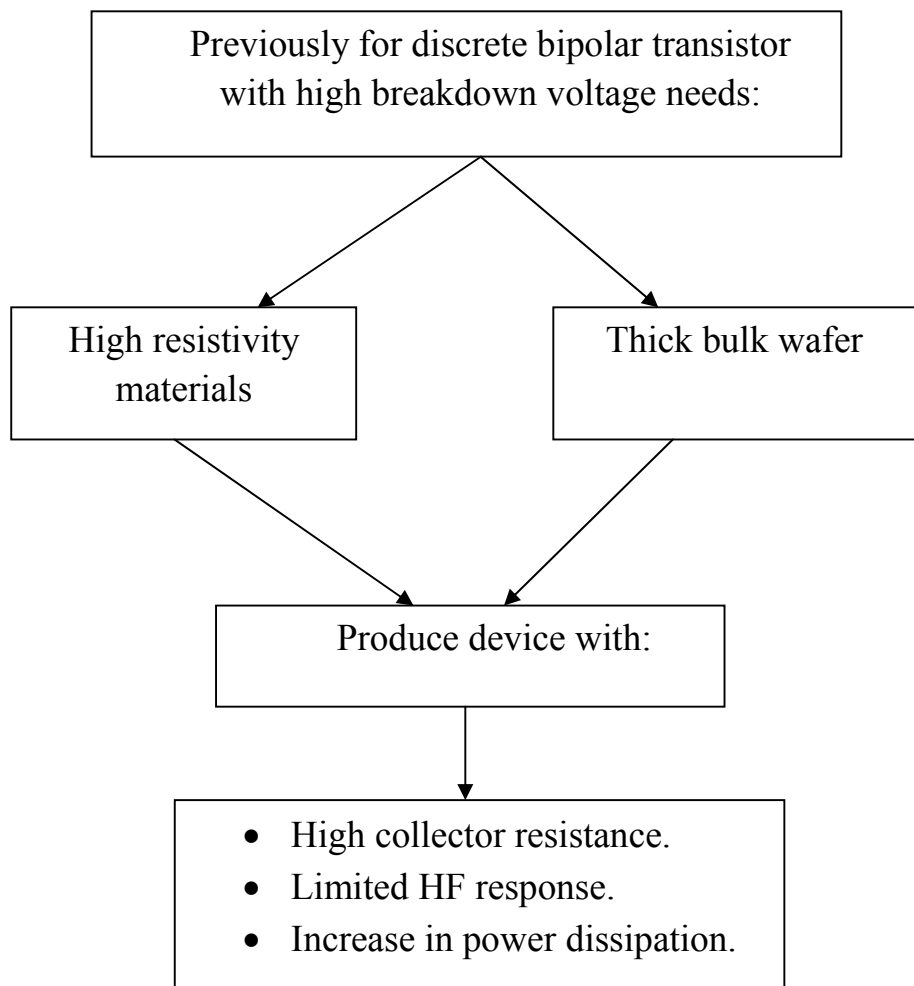 Previously for discrete bipolar transistor
with high breakdown voltage needs:
High resistivity
materials
Thick bulk wafer
Produce device with:
• High collector resistance.
• Limited HF response.
• Increase in power dissipation.